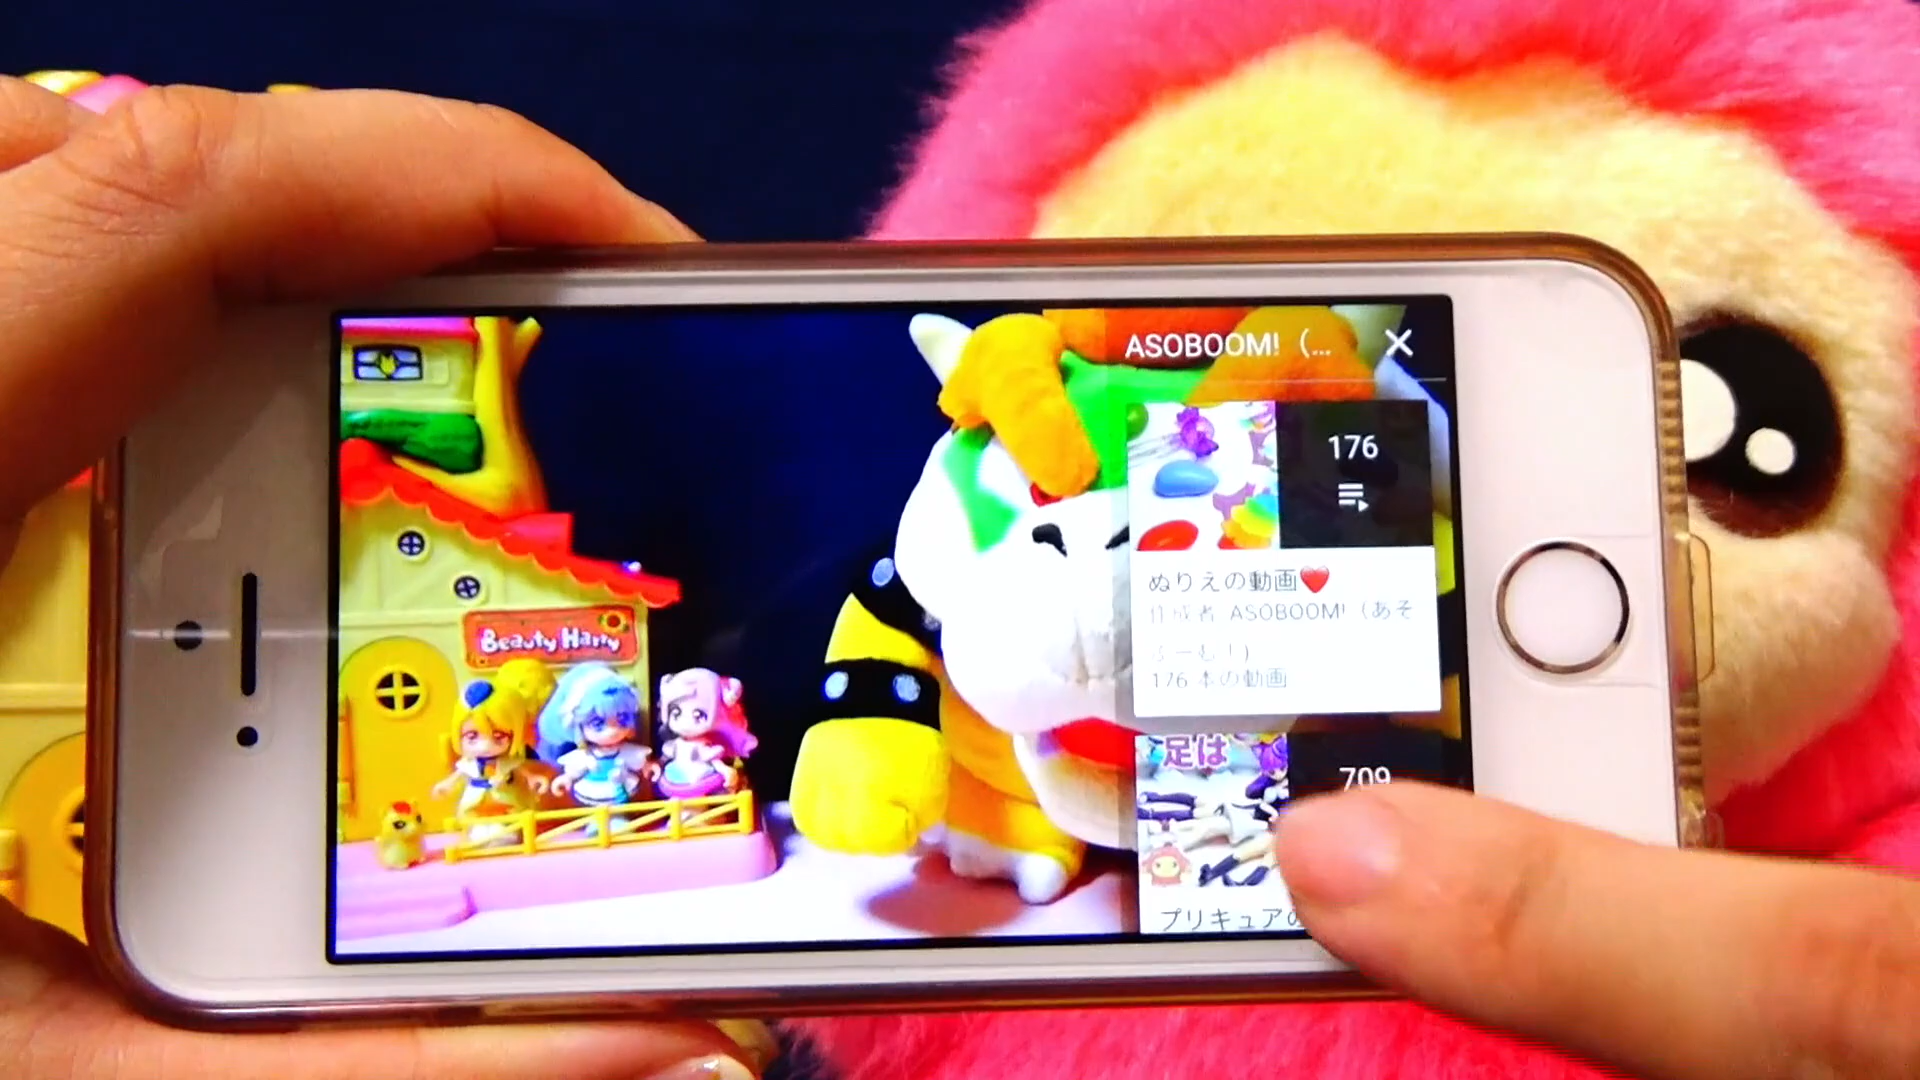 ASOBOOM! (...
176
ぬりえの動画❤
作成者 ASOBOOM! (あそ
ぶーむ!)
176 本の動画
Beauty Harry
足は
709
プリキュアの